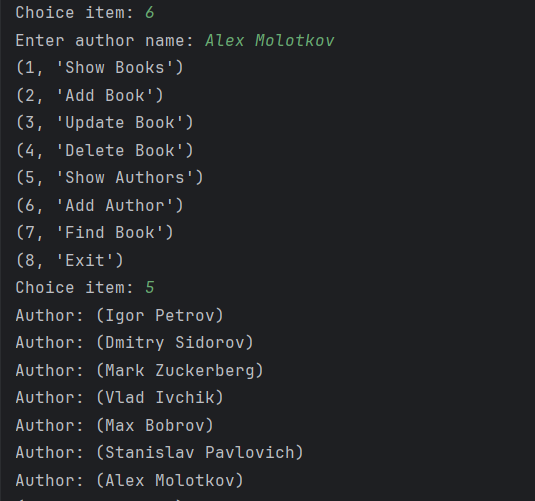 Choice item: 6
Enter author name: Alex Molotkov
(1, 'Show Books')
(2, 'Add Book')
(3, 'Update Book')
(4, 'Delete Book')
(5, 'Show Authors')
(6, 'Add Author')
(7, 'Find Book')
(8, 'Exit')
Choice item: 5
Author: (Igor Petrov)
Author: (Dmitry Sidorov)
Author: (Mark Zuckerberg)
Author: (Vlad Ivchik)
Author: (Max Bobrov)
Author: (Stanislav Pavlovich)
Author: (Alex Molotkov)